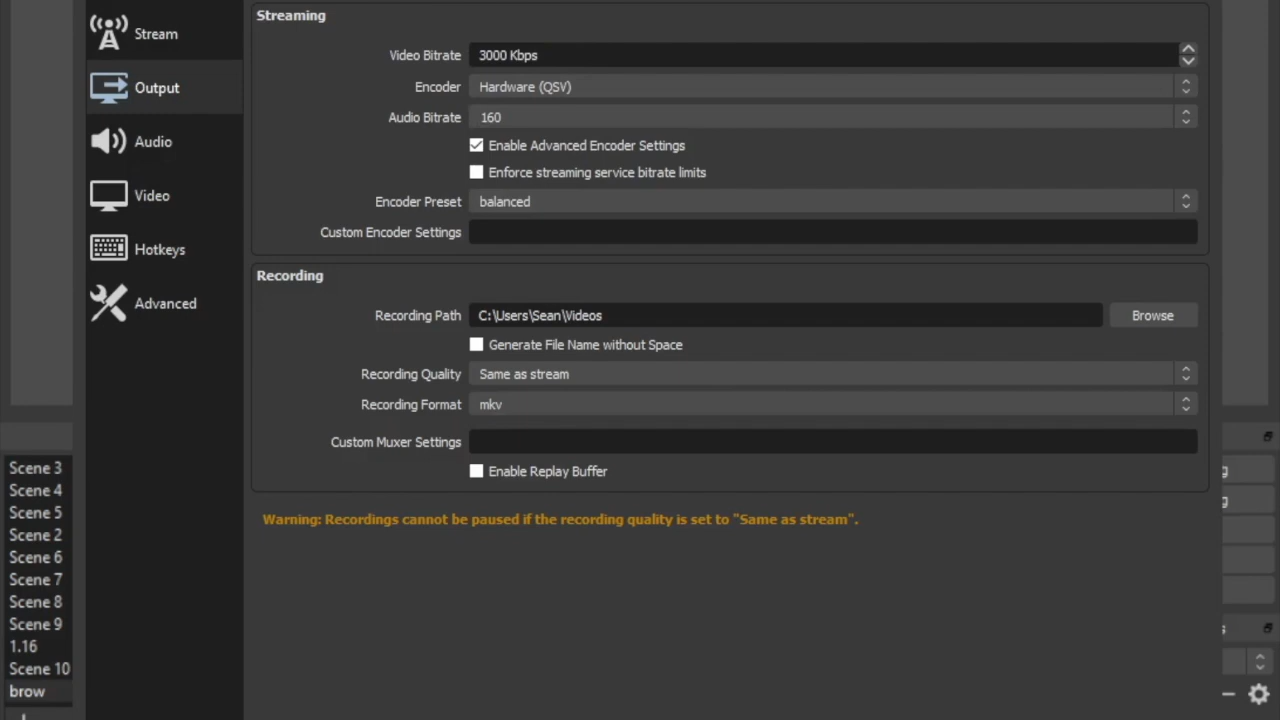 Stream
Output
Audio
Video
Hotkeys
Advanced
Streaming
Video Bitrate 3000 Kbps
Encoder Hardware (QSV)
Audio Bitrate 160
Enable Advanced Encoder Settings
Enforce streaming service bitrate limits
Encoder Preset balanced
Custom Encoder Settings
Recording
Recording Path C:\Users\Sean\Videos Browse
Generate File Name without Space
Recording Quality Same as stream
Recording Format mkv
Custom Muxer Settings
Enable Replay Buffer
Warning: Recordings cannot be paused if the recording quality is set to "Same as stream".
Scene 3
Scene 4
Scene 5
Scene 2
Scene 6
Scene 7
Scene 8
Scene 9
1.16
Scene 10
brow